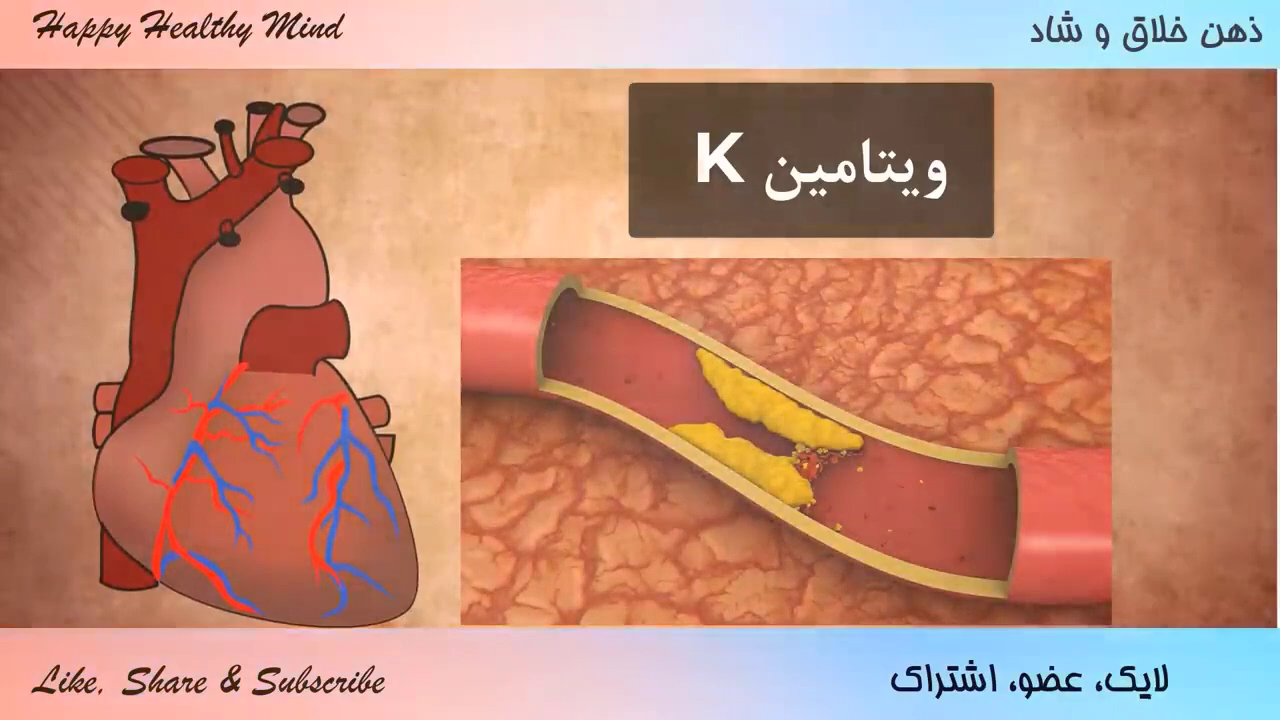 Happy Healthy Mind
ذهن خلاق و شاد
ویتامین K
Like, Share & Subscribe
لایک، عضو، اشتراک